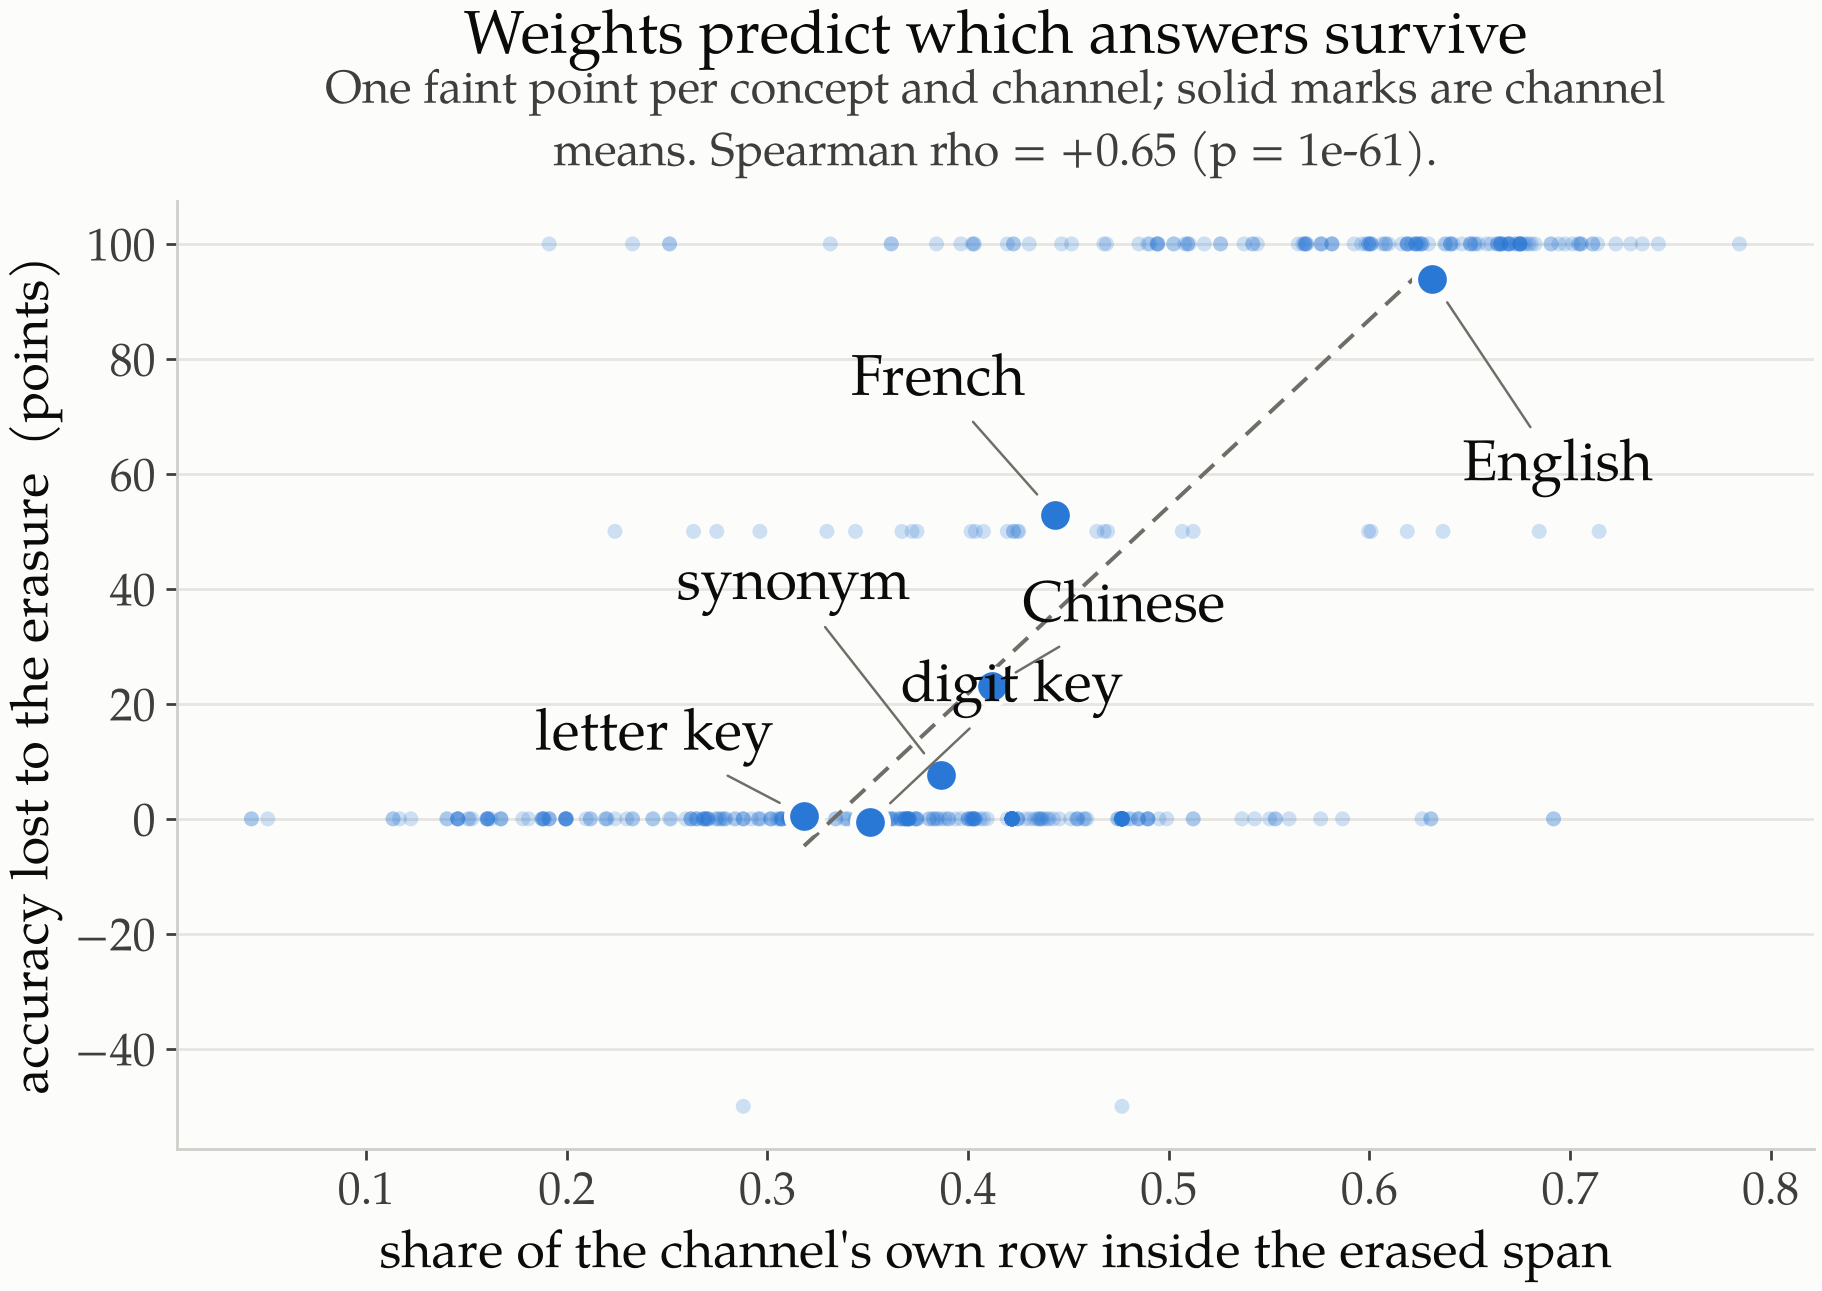 Weights predict which answers survive
One faint point per concept and channel; solid marks are channel
means. Spearman rho = +0.65 (p = 1e-61).
accuracy lost to the erasure (points)
100
80
60
40
20
0
−20
−40
French
English
synonym
Chinese
digit key
letter key
0.1 0.2 0.3 0.4 0.5 0.6 0.7 0.8
share of the channel's own row inside the erased span